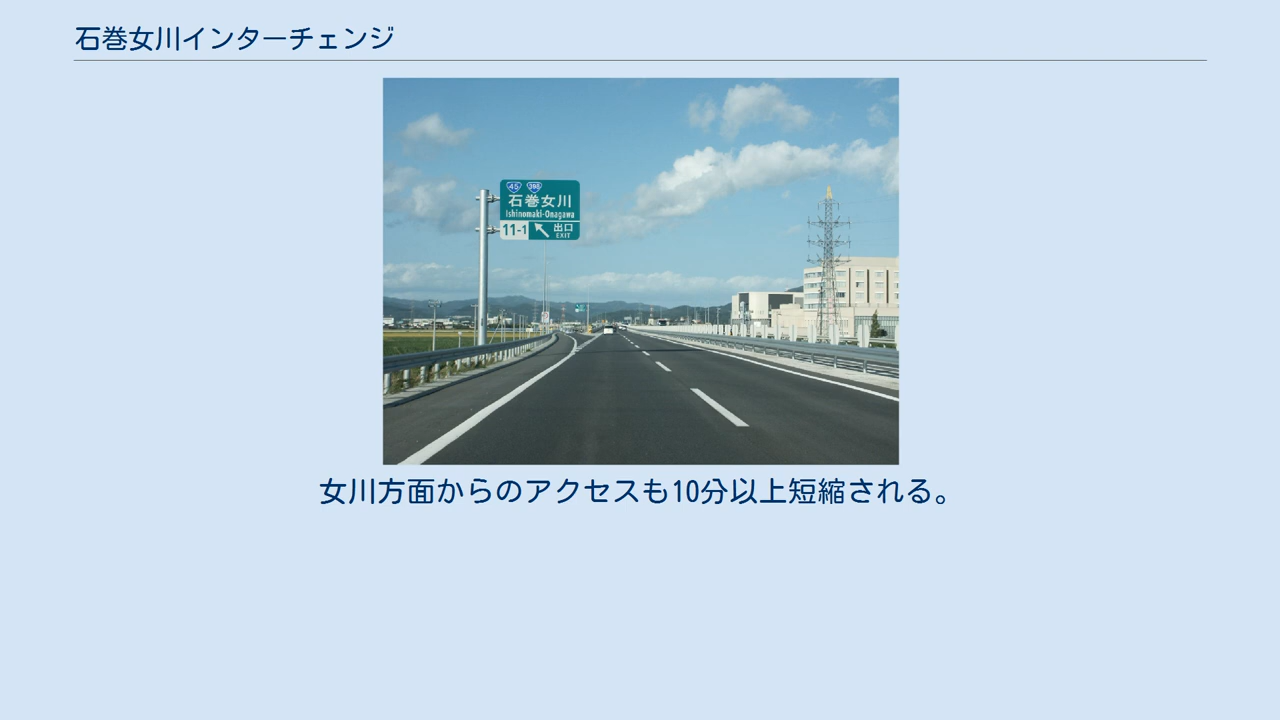 石巻女川インターチェンジ
45 398
石巻女川
Ishinomaki-Onagawa
11-1 出口
EXIT
女川方面からのアクセスも10分以上短縮される。